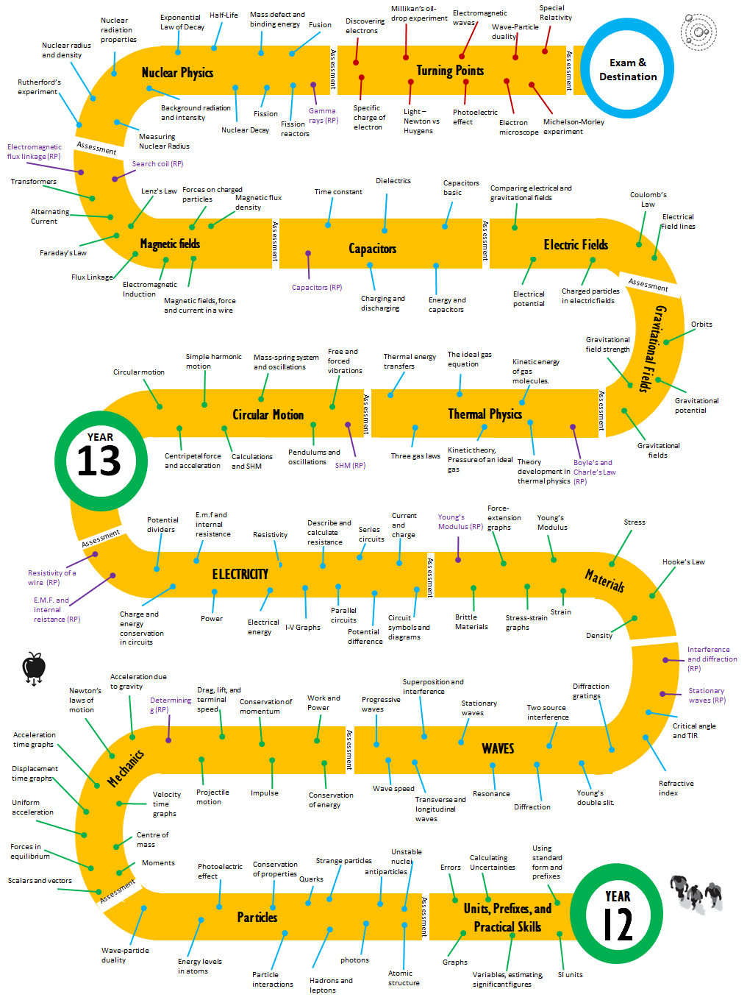 Nuclear
radiation
properties
Exponential
Law of Decay
Half-Life
Mass defect and
binding energy
Fusion
Discovering
electrons
Millikan's oil-
drop experiment
Electromagnetic
waves
Wave-Particle
duality
Special
Relativity
Nuclear radius
and density
Rutherford's
experiment
Nuclear Physics
Assessment
Turning Points
Assessment
Exam &
Destination
Background radiation
and intensity
Nuclear Decay
Fission
Fission
reactors
Gamma
rays (RP)
Specific
charge of
electron
Light –
Newton vs
Huygens
Photoelectric
effect
Electron
microscope
Michelson-Morley
experiment
Measuring
Nuclear Radius
Assessment
Electromagnetic
flux linkage (RP)
Search coil (RP)
Transformers
Alternating
Current
Faraday's Law
Flux Linkage
Lenz's Law
Forces on charged
particles
Magnetic flux
density
Magnetic fields
Electromagnetic
Induction
Magnetic fields, force
and current in a wire
Assessment
Time constant
Dielectrics
Capacitors
basic
Capacitors
Capacitors (RP)
Charging and
discharging
Energy and
capacitors
Assessment
Comparing electrical and
gravitational fields
Coulomb's
Law
Electrical
Field lines
Electric Fields
Electrical
potential
Charged particles
in electric fields
Assessment
Gravitational Fields
Orbits
Gravitational
field strength
Gravitational
potential
Gravitational
fields
Assessment
Circular motion
Simple harmonic
motion
Mass-spring system
and oscillations
Free and
forced
vibrations
Thermal energy
transfers
The ideal gas
equation
Kinetic energy
of gas
molecules.
Circular Motion
Assessment
Thermal Physics
YEAR
13
Centripetal force
and acceleration
Calculations
and SHM
Pendulums and
oscillations
SHM (RP)
Three gas laws
Kinetic theory,
Pressure of an ideal
gas
Theory
development in
thermal physics
Boyle's and
Charle's Law
(RP)
Assessment
Resistivity of a
wire (RP)
E.M.F. and
internal
reistance (RP)
Potential
dividers
E.m.f and
internal
resistance
Resistivity
Describe and
calculate
resistance
Series
circuits
Current
and
charge
Young's
Modulus (RP)
Force-
extension
graphs
Young's
Modulus
Stress
Hooke's Law
ELECTRICITY
Assessment
Materials
Charge and
energy
conservation
in circuits
Power
Electrical
energy
I-V Graphs
Parallel
circuits
Potential
difference
Circuit
symbols and
diagrams
Brittle
Materials
Stress-strain
graphs
Strain
Density
Interference
and diffraction
(RP)
Stationary
waves (RP)
Critical angle
and TIR
Refractive
index
Newton's
laws of
motion
Acceleration due
to gravity
Determining
g (RP)
Drag, lift, and
terminal
speed
Conservation of
momentum
Work and
Power
Progressive
waves
Superposition and
interference
Stationary
waves
Two source
interference
Diffraction
gratings
Acceleration
time graphs
Displacement
time graphs
Uniform
acceleration
Forces in
equilibrium
Scalars and vectors
Mechanics
Assessment
WAVES
Velocity
time
graphs
Projectile
motion
Impulse
Conservation
of energy
Wave speed
Transverse and
longitudinal
waves
Resonance
Diffraction
Young's
double slit.
Centre of
mass
Moments
Assessment
Photoelectric
effect
Conservation
of properties
Quarks
Strange particles
antiparticles
Unstable
nuclei
Errors
Calculating
Uncertainties
Using
standard
form and
prefixes
Particles
Assessment
Units, Prefixes, and
Practical Skills
YEAR
12
Wave-particle
duality
Energy levels
in atoms
Particle
interactions
Hadrons and
leptons
photons
Atomic
structure
Graphs
Variables, estimating,
significant figures
SI units